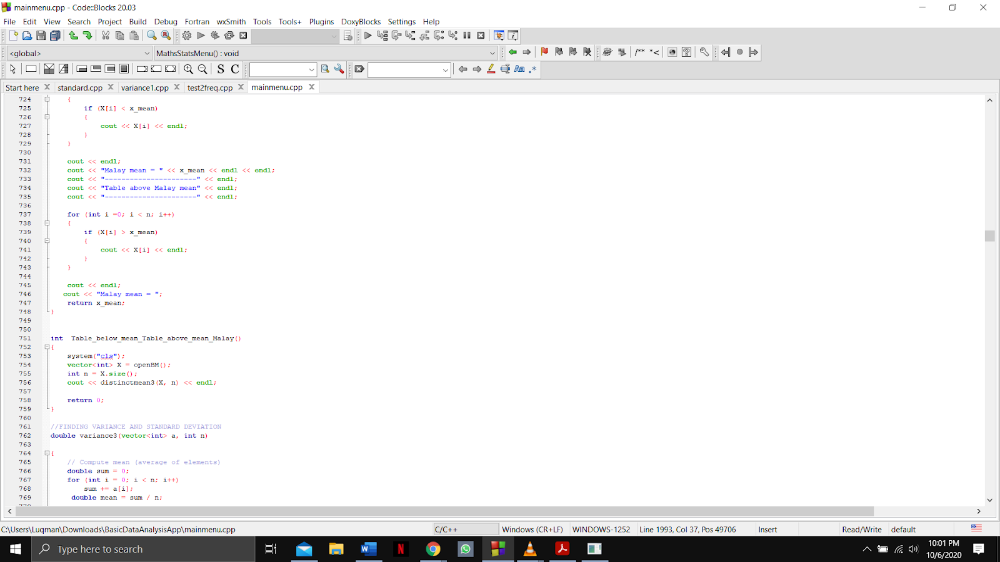 mainmenu.cpp - Code::Blocks 20.03
File Edit View Search Project Build Debug Fortran wxSmith Tools Tools+ Plugins DoxyBlocks Settings Help
<global> MathsStatsMenu() : void
/** *<
S C Aa .*
Start here standard.cpp variance1.cpp test2freq.cpp mainmenu.cpp
724 {
725 if (X[i] < x_mean)
726 {
727 cout << X[i] << endl;
728 }
729 }
730
731 cout << endl;
732 cout << "Malay mean = " << x_mean << endl << endl;
733 cout << "----------------------" << endl;
734 cout << "Table above Malay mean" << endl;
735 cout << "----------------------" << endl;
736
737 for (int i =0; i < n; i++)
738 {
739 if (X[i] > x_mean)
740 {
741 cout << X[i] << endl;
742 }
743 }
744
745 cout << endl;
746 cout << "Malay mean = ";
747 return x_mean;
748 }
749
750
751 int  Table_below_mean_Table_above_mean_Malay()
752 {
753 system("cls");
754 vector<int> X = openBM();
755 int n = X.size();
756 cout << distinctmean3(X, n) << endl;
757
758 return 0;
759 }
760
761 //FINDING VARIANCE AND STANDARD DEVIATION
762 double variance3(vector<int> a, int n)
763
764 {
765 // Compute mean (average of elements)
766 double sum = 0;
767 for (int i = 0; i < n; i++)
768 sum += a[i];
769 double mean = sum / n;
C:\Users\Luqman\Downloads\BasicDataAnalysisApp\mainmenu.cpp C/C++ Windows (CR+LF) WINDOWS-1252 Line 1993, Col 37, Pos 49706 Insert Read/Write default
Type here to search
10:01 PM
10/6/2020